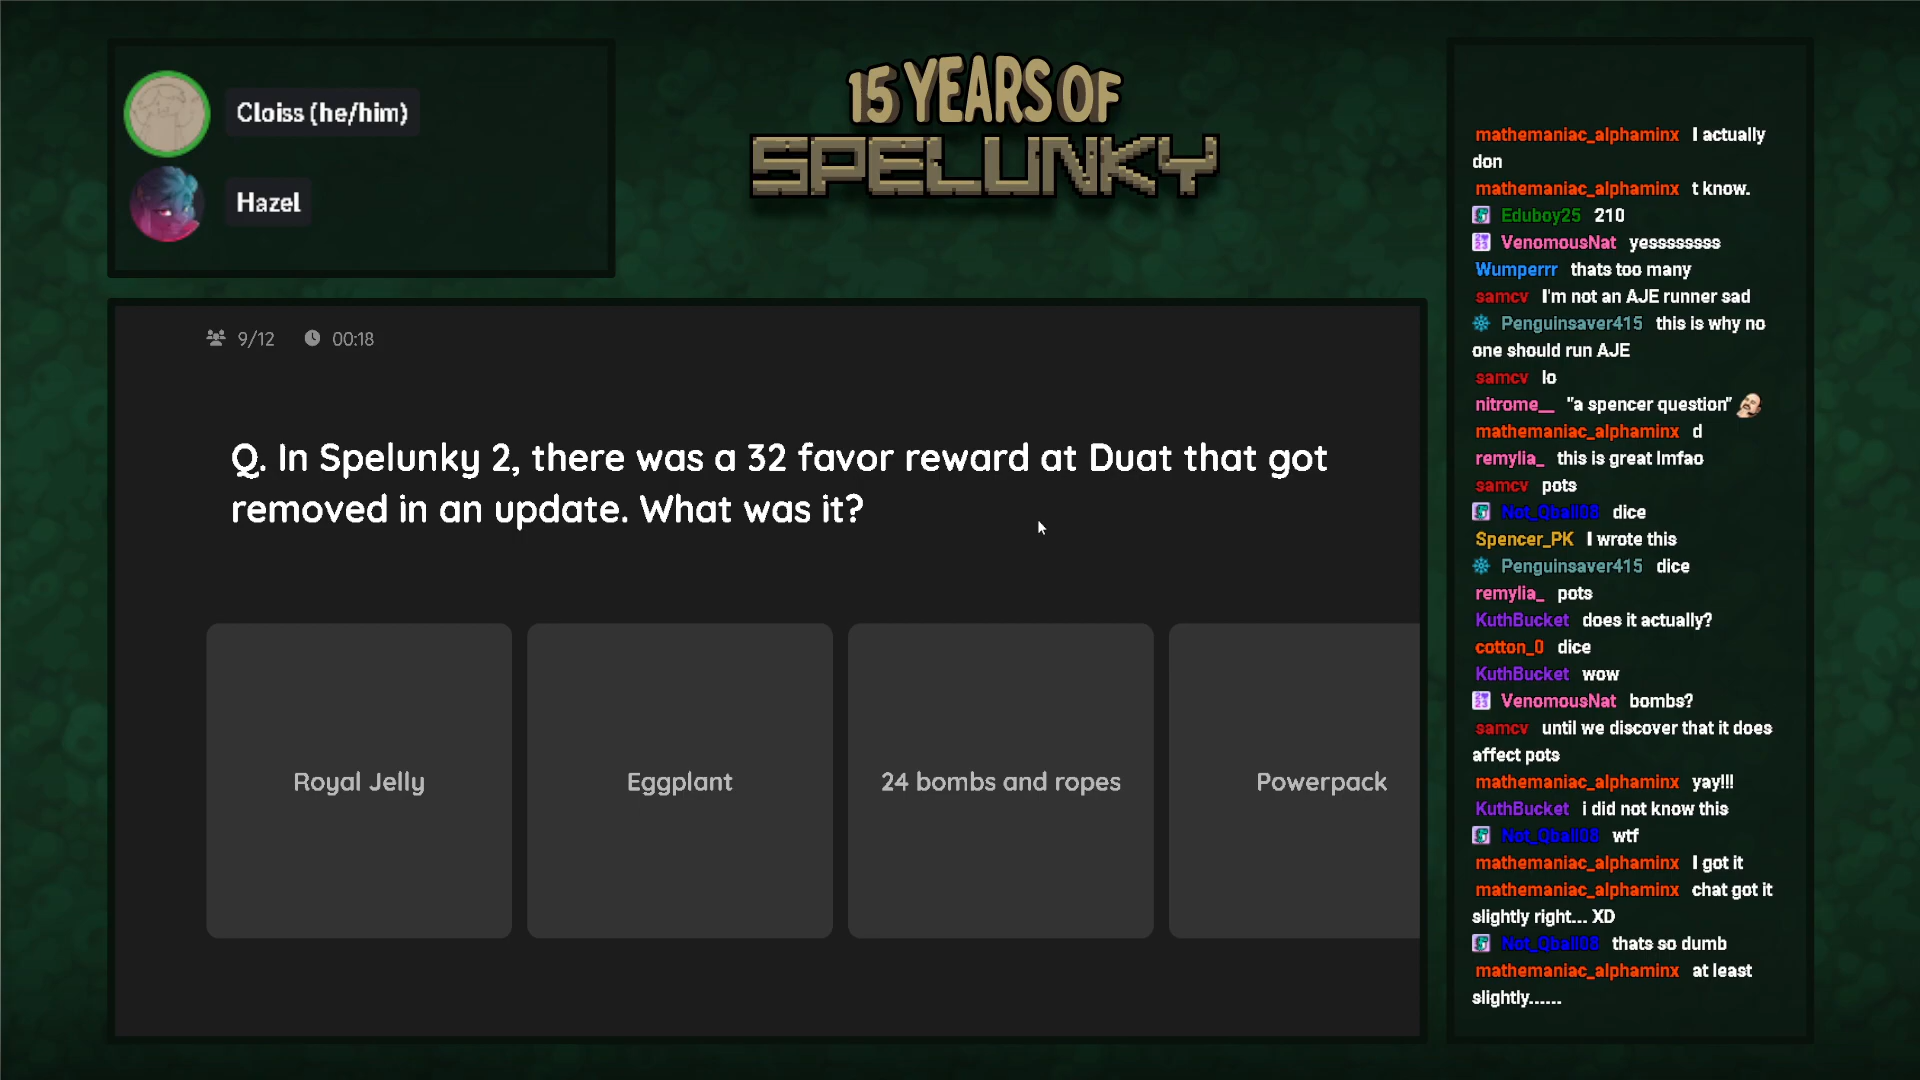 Cloiss (he/him)
Hazel
15 YEARS OF
SPELUNKY
9/12
00:18
Q. In Spelunky 2, there was a 32 favor reward at Duat that got
removed in an update. What was it?
Royal Jelly
Eggplant
24 bombs and ropes
Powerpack
mathemaniac_alphaminx I actually
don
mathemaniac_alphaminx t know.
Eduboy25 210
VenomousNat yessssssss
Wumperrr thats too many
samcv I'm not an AJE runner sad
Penguinsaver415 this is why no
one should run AJE
samcv lo
nitrome__ "a spencer question"
mathemaniac_alphaminx d
remylia_ this is great lmfao
samcv pots
Not_Qball08 dice
Spencer_PK I wrote this
Penguinsaver415 dice
remylia_ pots
KuthBucket does it actually?
cotton_0 dice
KuthBucket wow
VenomousNat bombs?
samcv until we discover that it does
affect pots
mathemaniac_alphaminx yay!!!
KuthBucket i did not know this
Not_Qball08 wtf
mathemaniac_alphaminx I got it
mathemaniac_alphaminx chat got it
slightly right... XD
Not_Qball08 thats so dumb
mathemaniac_alphaminx at least
slightly......